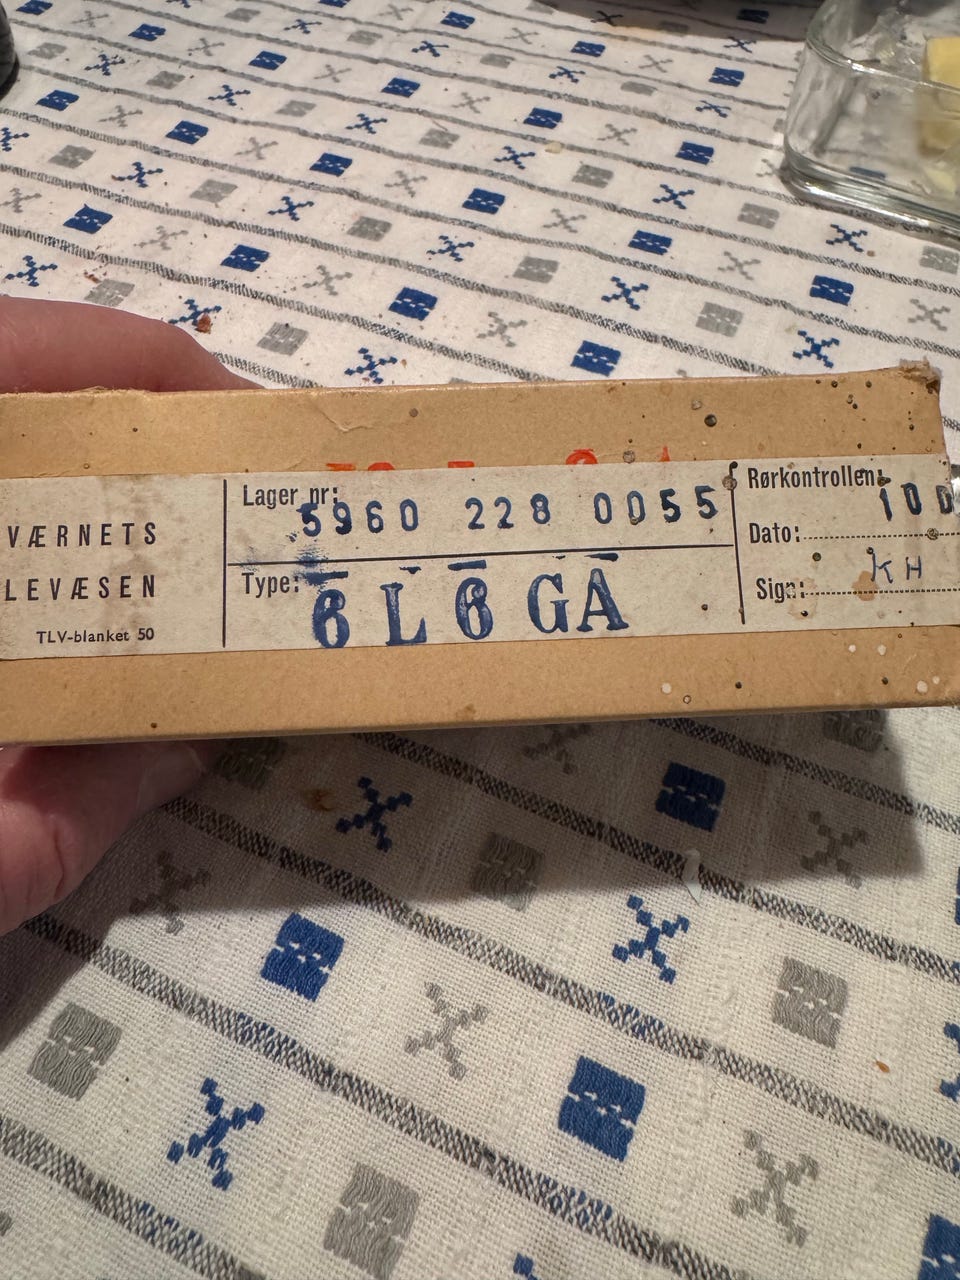 VÆRNETS
LEVÆSEN
TLV-blanket 50
Lager nr: 5960 228 0055
Type: 6L6GA
Rørkontrollen:
Dato:
Sign: KH